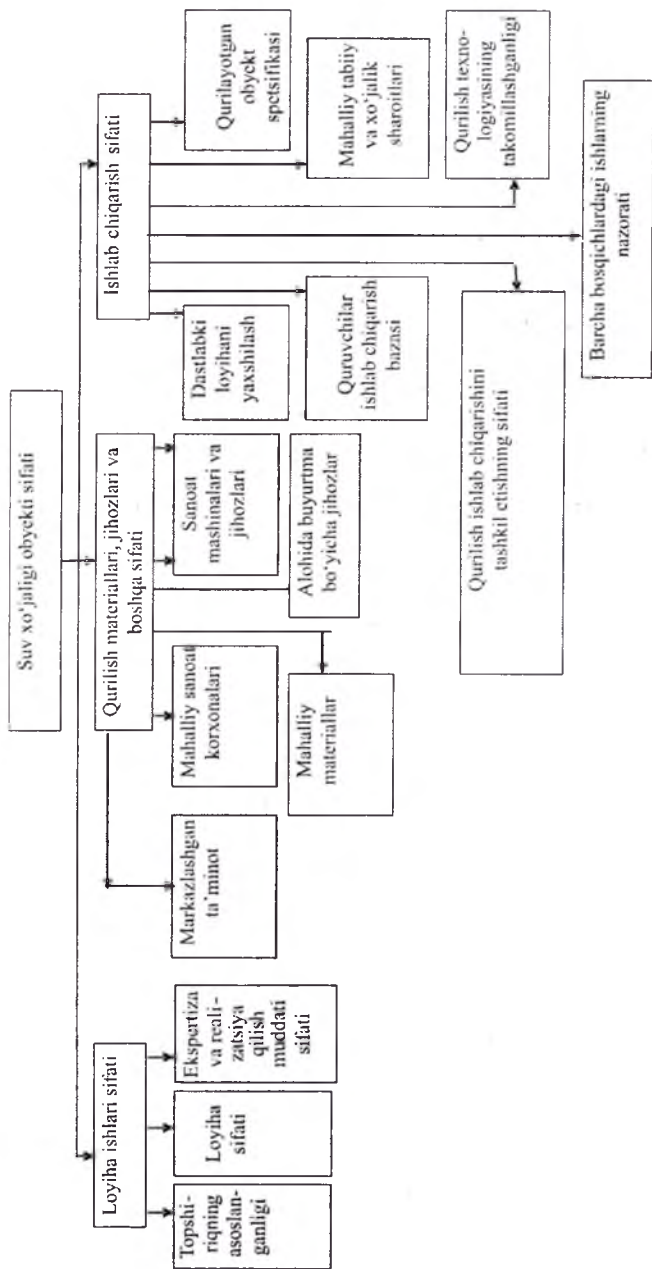 Suv xo'jaligi obyekti sifati
Loyiha ishlari sifati
Qurilish materiallari, jihozlari va
boshqa sifati
Ishlab chiqarish sifati
Topshi-
riqning
asoslan-
ganligi
Loyiha
sifati
Ekspertiza
va reali-
zatsiya
qilish
muddati
sifati
Markazlashgan
ta'minot
Mahalliy sanoat
korxonalari
Sanoat
mashinalari va
jihozlari
Mahalliy
materiallar
Alohida buyurtma
bo'yicha jihozlar
Dastlabki
loyihani
yaxshilash
Qurilayotgan
obyekt
spetsifikasi
Quruvchilar
ishlab chiqarish
bazasi
Mahalliy tabiiy
va xo'jalik
sharoitlari
Qurilish ishlab chiqarishini
tashkil etishning sifati
Qurilish texno-
logiyasining
takomillashganligi
Barcha bosqichlardagi ishlarning
nazorati